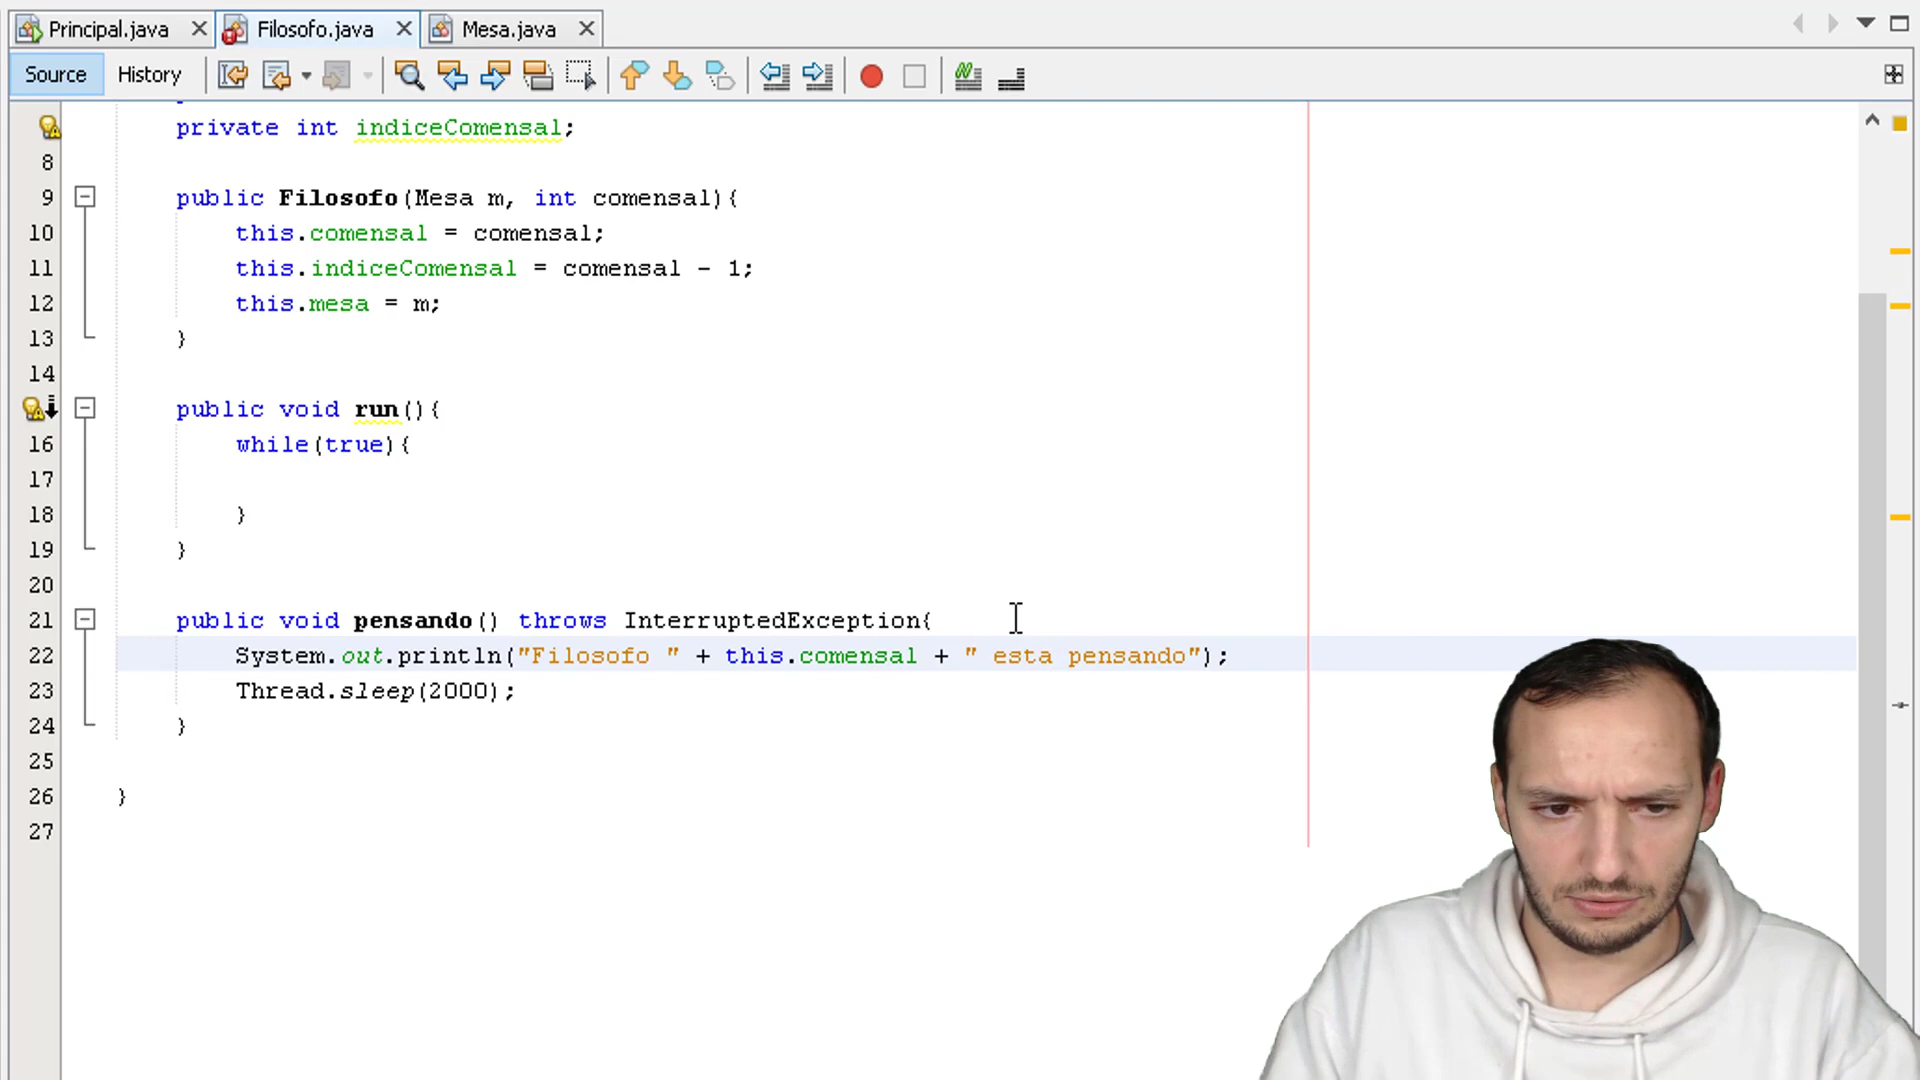 Principal.java Filosofo.java Mesa.java
Source History
private int indiceComensal;
8
9 public Filosofo(Mesa m, int comensal){
10 this.comensal = comensal;
11 this.indiceComensal = comensal - 1;
12 this.mesa = m;
13 }
14
public void run(){
16 while(true){
17
18 }
19 }
20
21 public void pensando() throws InterruptedException{
22 System.out.println("Filosofo " + this.comensal + " esta pensando");
23 Thread.sleep(2000);
24 }
25
26 }
27